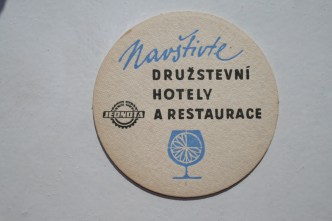 Navštivte
DRUŽSTEVNÍ
HOTELY
JEDNOTA
A RESTAURACE